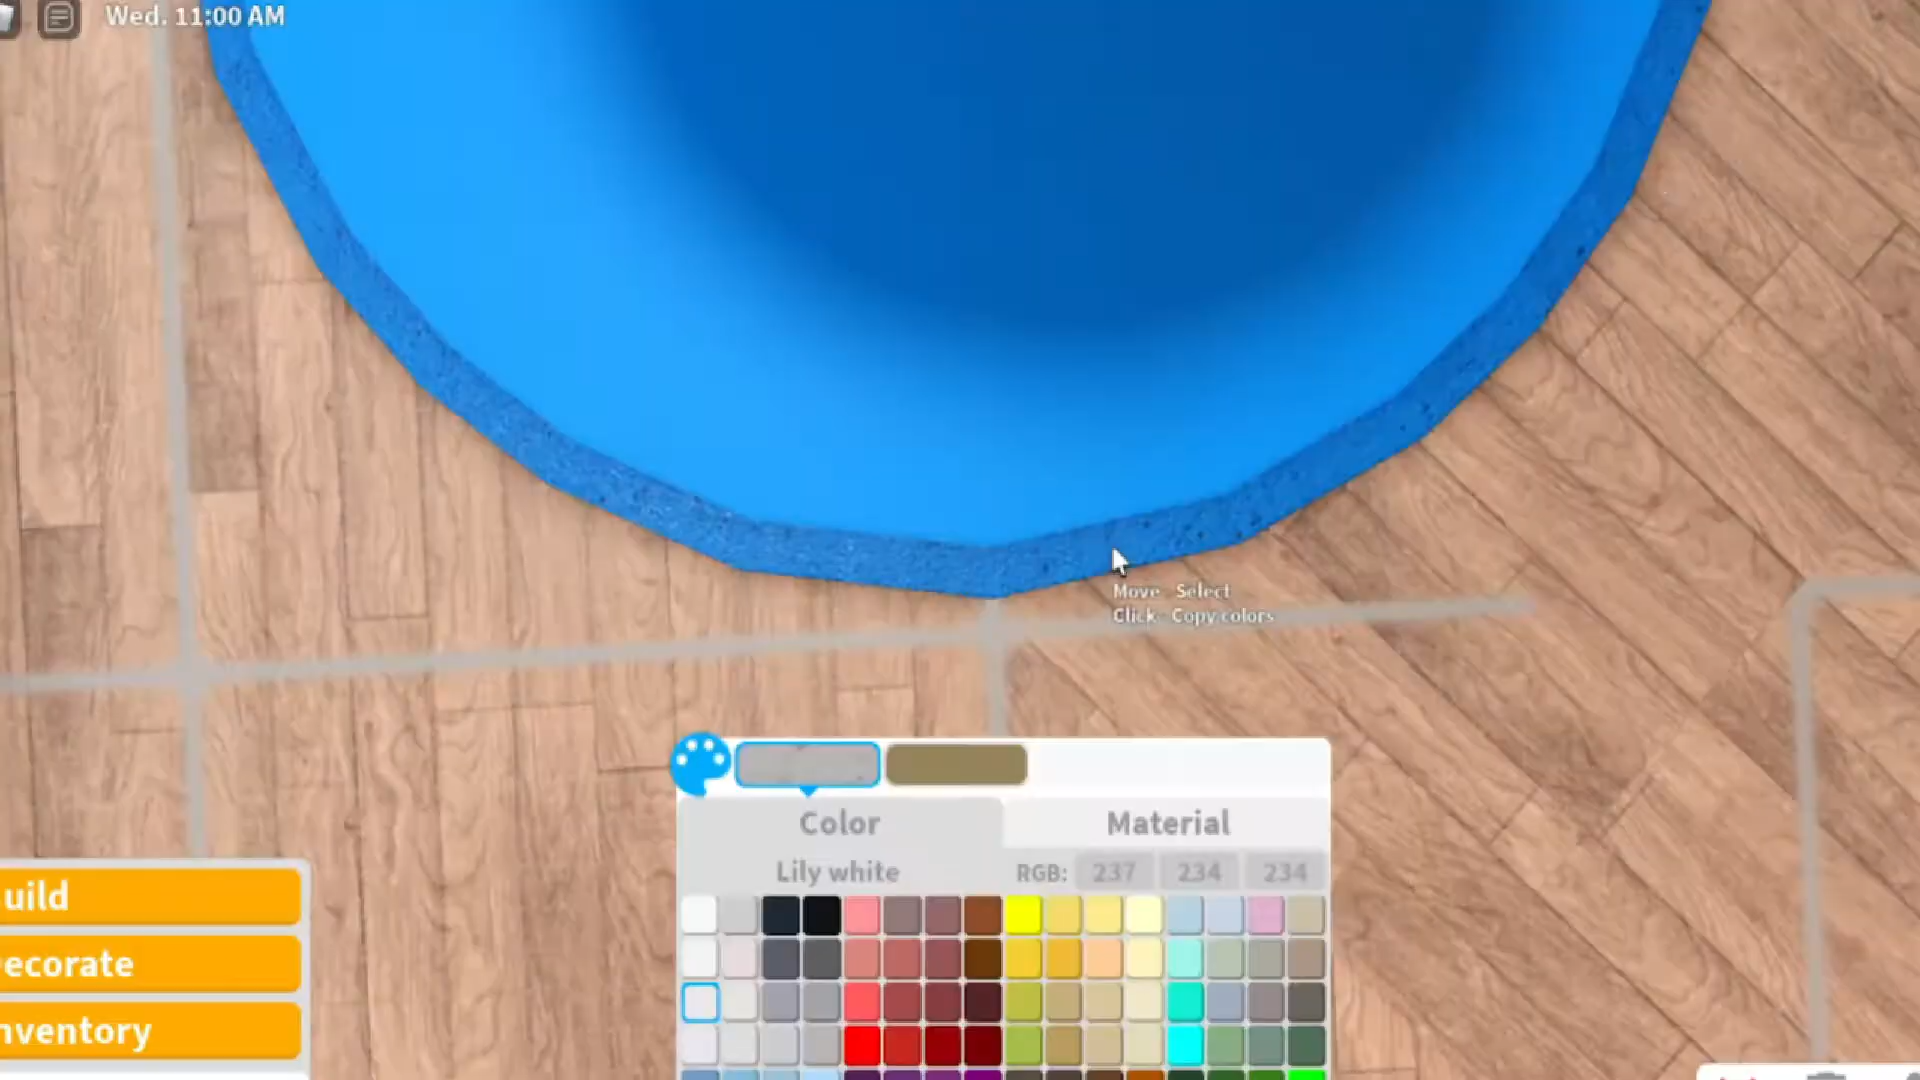 Wed. 11:00 AM
Move - Select
Click - Copy colors
Color
Material
Lily white
RGB: 237 234 234
uild
ecorate
nventory